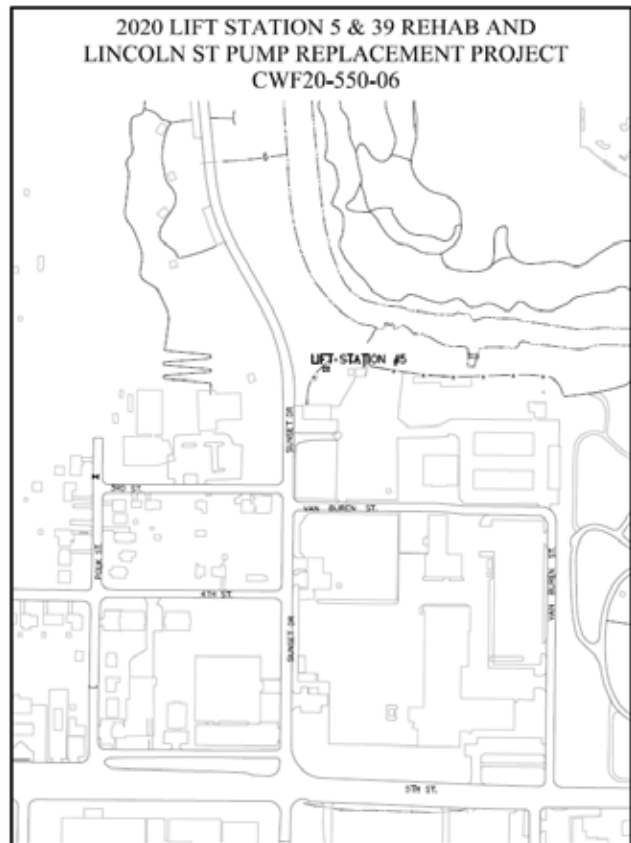 2020 LIFT STATION 5 & 39 REHAB AND
LINCOLN ST PUMP REPLACEMENT PROJECT
CWF20-550-06
LIFT-STATION #5
SUNSET DR
3RD ST.
VAN BUREN ST.
POLK ST.
VAN BUREN ST.
4TH ST.
SUNSET DR
5TH ST.